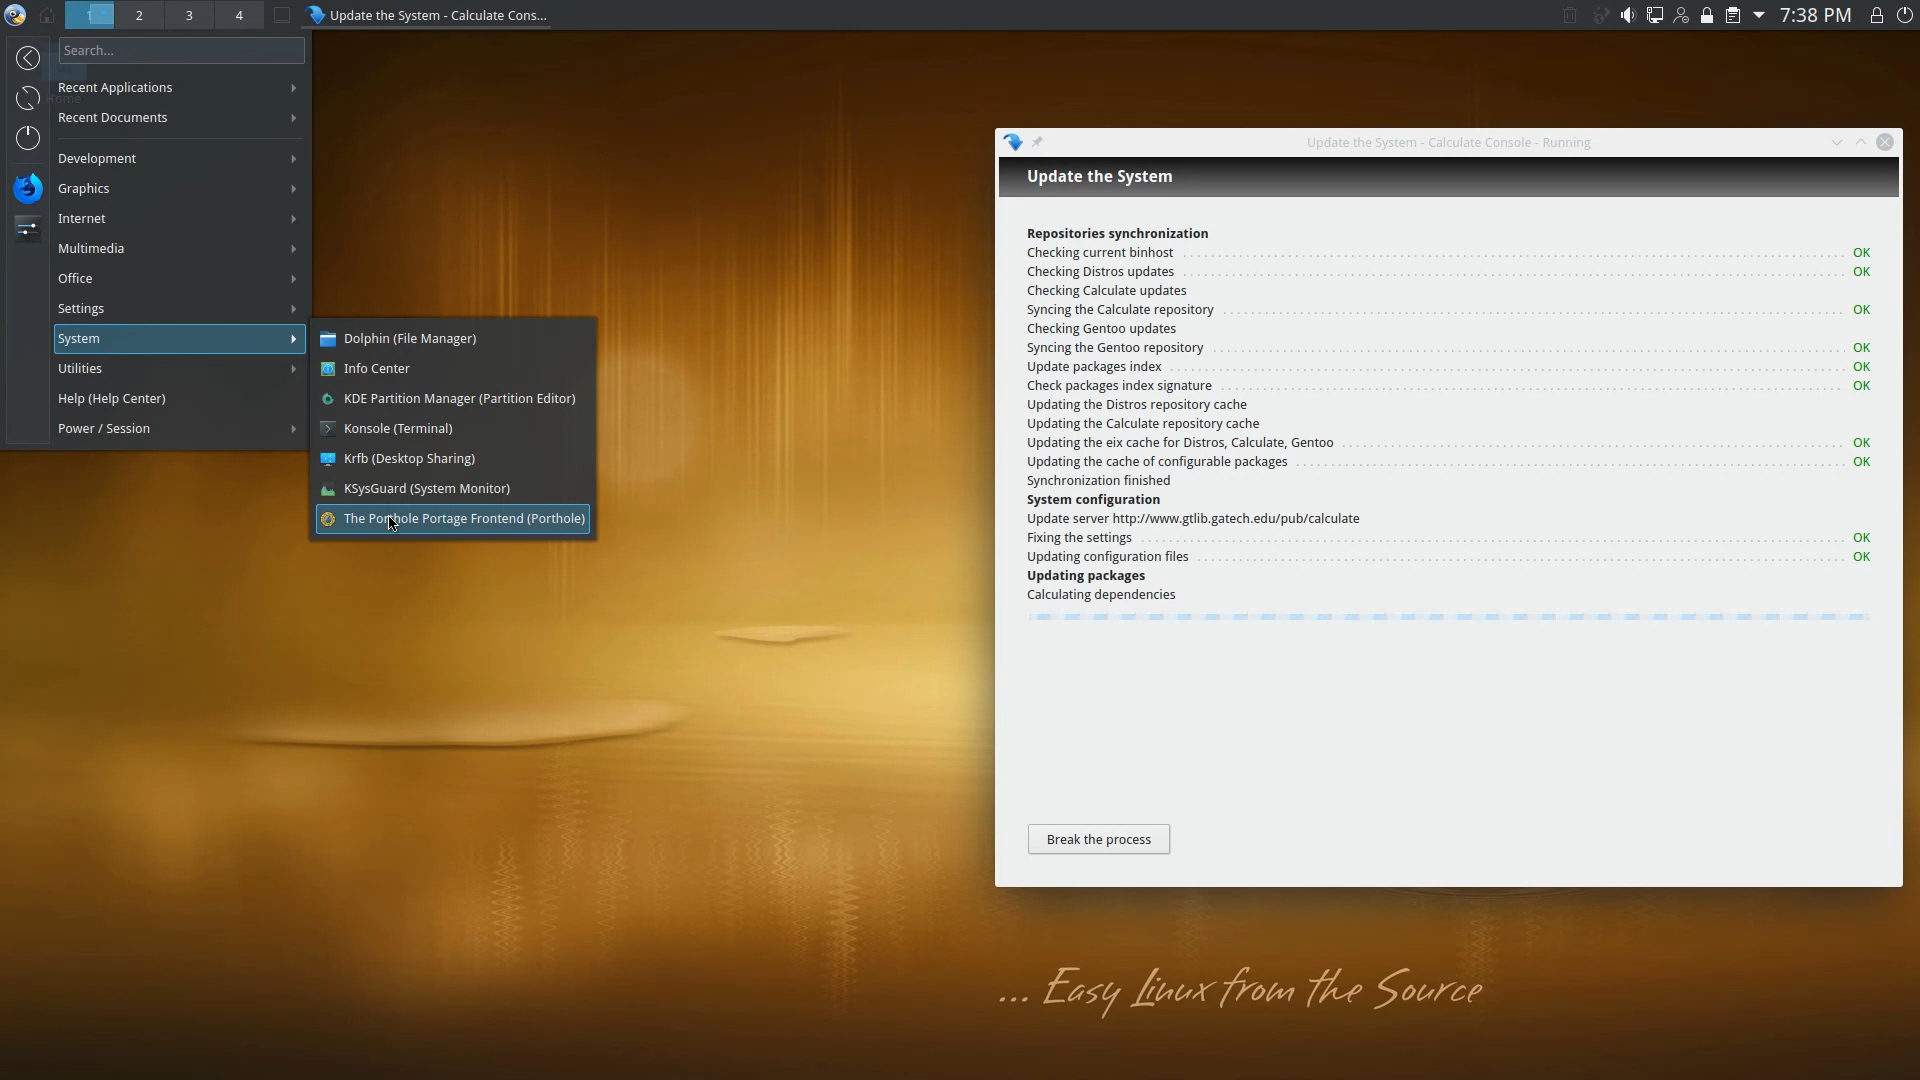 1
2
3
4
Update the System - Calculate Cons...
7:38 PM
Search...
Home
Recent Applications
Recent Documents
Development
Graphics
Internet
Multimedia
Office
Settings
System
Utilities
Help (Help Center)
Power / Session
Dolphin (File Manager)
Info Center
KDE Partition Manager (Partition Editor)
Konsole (Terminal)
Krfb (Desktop Sharing)
KSysGuard (System Monitor)
The Porthole Portage Frontend (Porthole)
Update the System - Calculate Console - Running
Update the System
Repositories synchronization
Checking current binhost OK
Checking Distros updates OK
Checking Calculate updates
Syncing the Calculate repository OK
Checking Gentoo updates
Syncing the Gentoo repository OK
Update packages index OK
Check packages index signature OK
Updating the Distros repository cache
Updating the Calculate repository cache
Updating the eix cache for Distros, Calculate, Gentoo OK
Updating the cache of configurable packages OK
Synchronization finished
System configuration
Update server http://www.gtlib.gatech.edu/pub/calculate
Fixing the settings OK
Updating configuration files OK
Updating packages
Calculating dependencies
Break the process
... Easy Linux from the Source